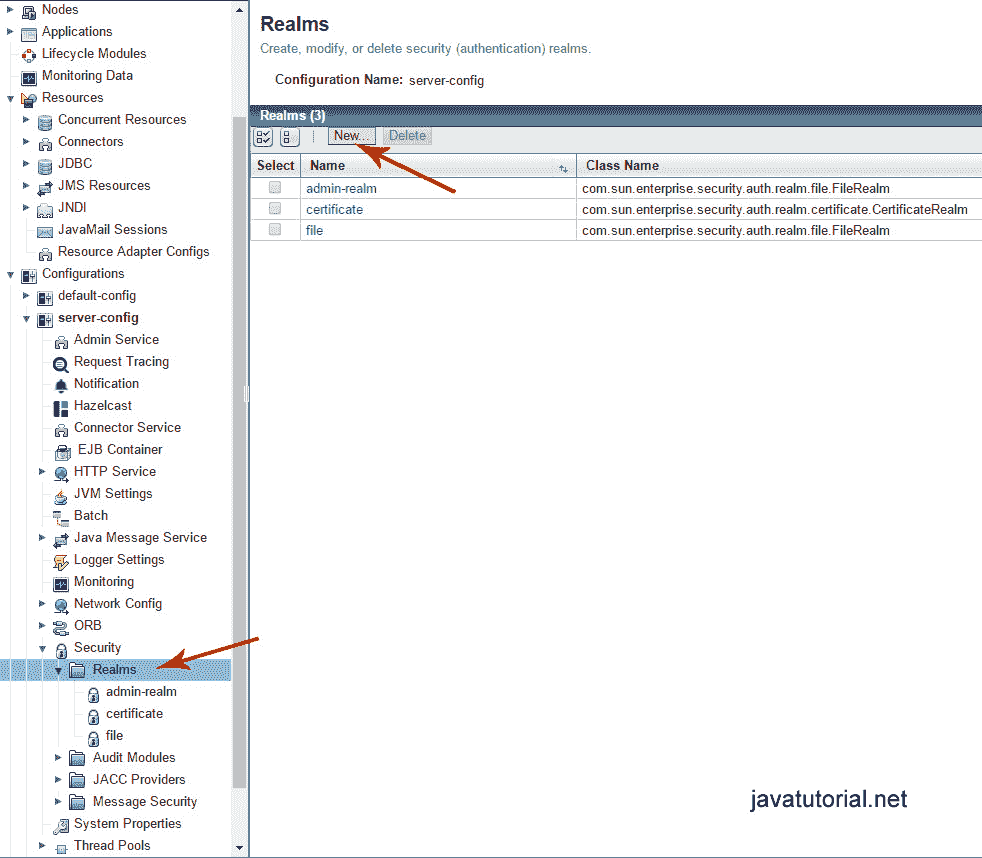 Nodes
Applications
Lifecycle Modules
Monitoring Data
Resources
Concurrent Resources
Connectors
JDBC
JMS Resources
JNDI
JavaMail Sessions
Resource Adapter Configs
Configurations
default-config
server-config
Admin Service
Request Tracing
Notification
Hazelcast
Connector Service
EJB Container
HTTP Service
JVM Settings
Batch
Java Message Service
Logger Settings
Monitoring
Network Config
ORB
Security
Realms
admin-realm
certificate
file
Audit Modules
JACC Providers
Message Security
System Properties
Thread Pools
Realms
Create, modify, or delete security (authentication) realms.
Configuration Name: server-config
Realms (3)
New... Delete
Select Name Class Name
admin-realm com.sun.enterprise.security.auth.realm.file.FileRealm
certificate com.sun.enterprise.security.auth.realm.certificate.CertificateRealm
file com.sun.enterprise.security.auth.realm.file.FileRealm
javatutorial.net